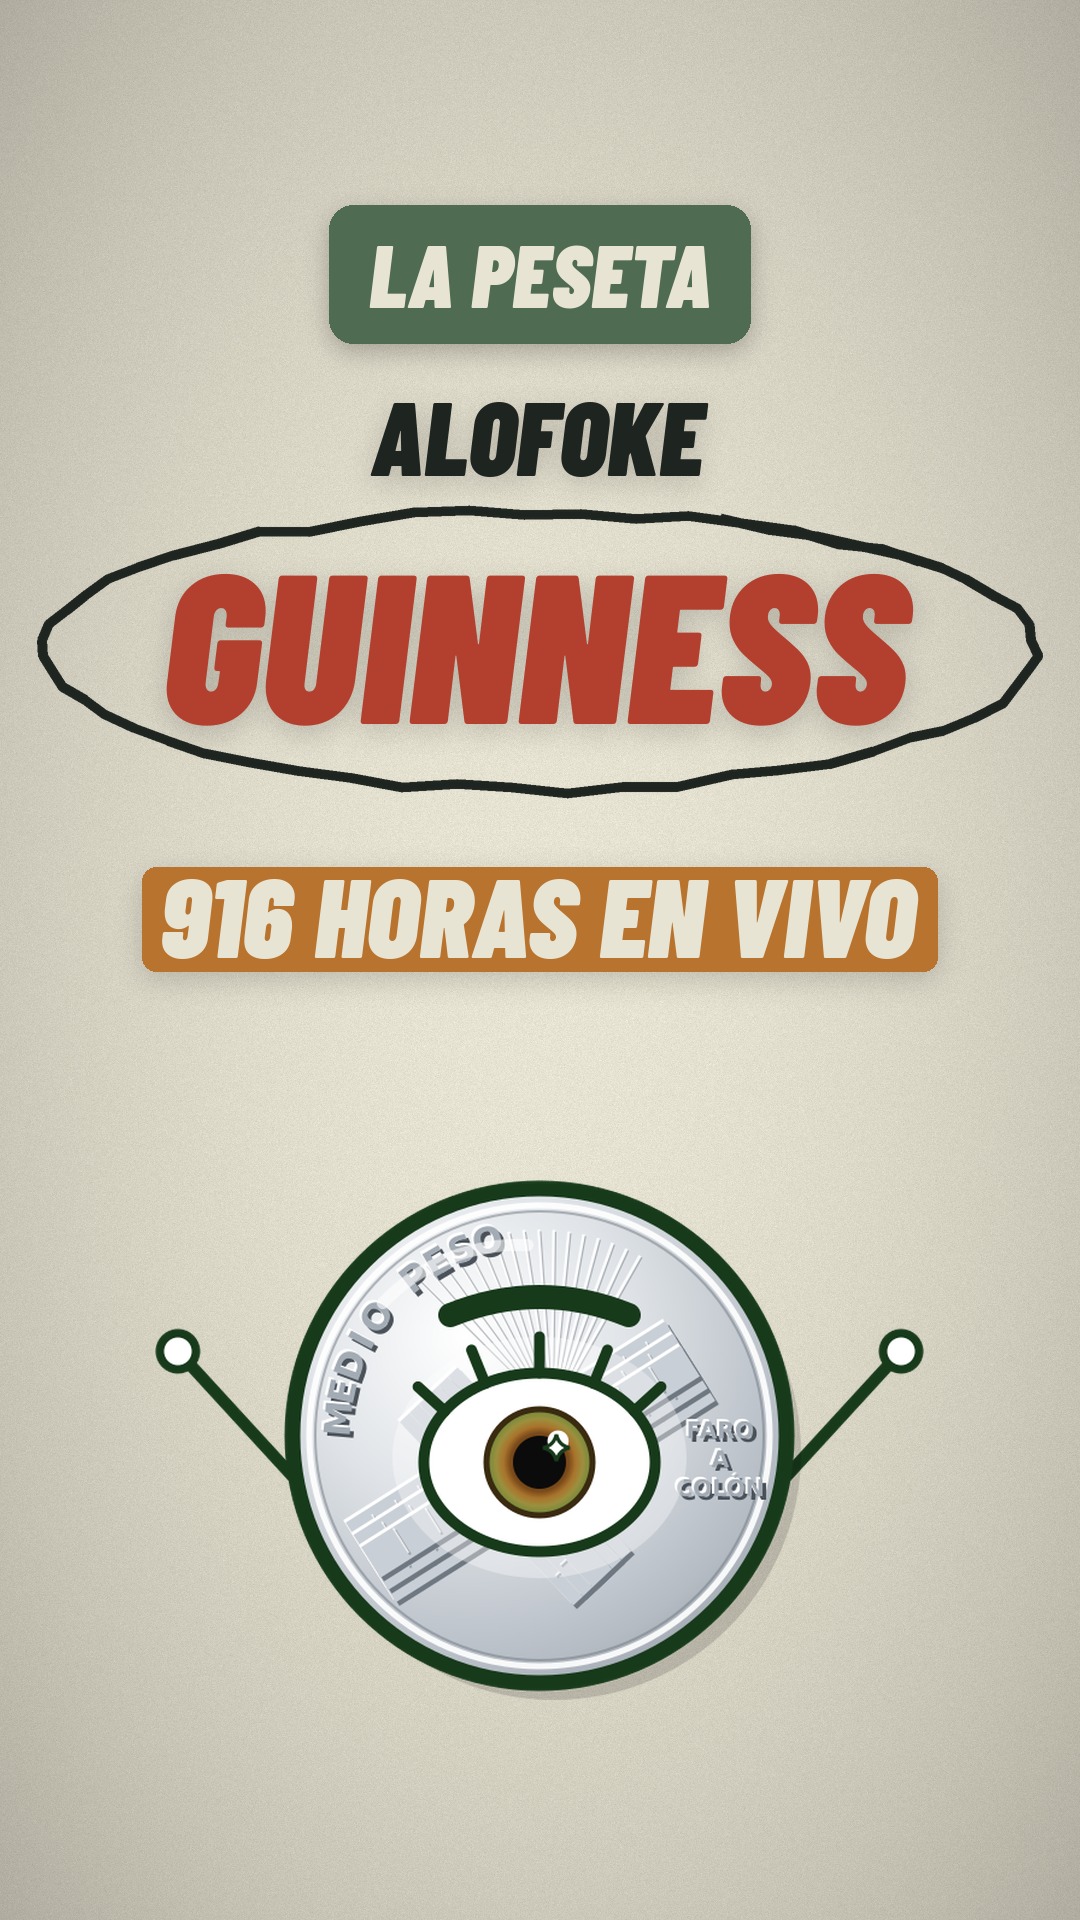 LA PESETA
ALOFOKE
GUINNESS
916 HORAS EN VIVO
MEDIO PESO
FARO
A
COLÓN